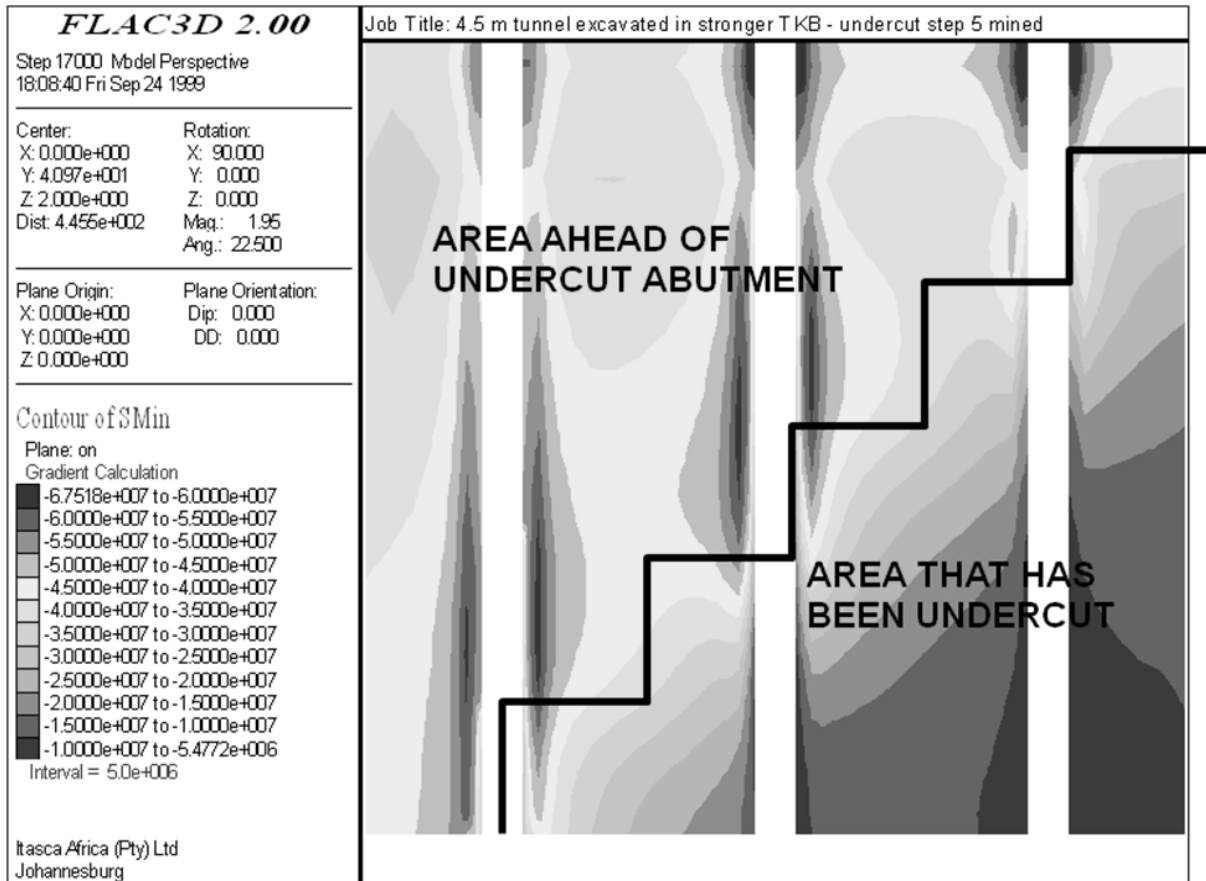 FLAC3D 2.00
Step 17000 Model Perspective
18:08:40 Fri Sep 24 1999
Center:
X: 0.000e+000
Y: 4.097e+001
Z: 2.000e+000
Dist: 4.455e+002
Rotation:
X: 90.000
Y: 0.000
Z: 0.000
Mag.: 1.95
Ang.: 22.500
Plane Origin:
X: 0.000e+000
Y: 0.000e+000
Z: 0.000e+000
Plane Orientation:
Dip: 0.000
DD: 0.000
Contour of SMin
Plane: on
Gradient Calculation
-6.7518e+007 to -6.0000e+007
-6.0000e+007 to -5.5000e+007
-5.5000e+007 to -5.0000e+007
-5.0000e+007 to -4.5000e+007
-4.5000e+007 to -4.0000e+007
-4.0000e+007 to -3.5000e+007
-3.5000e+007 to -3.0000e+007
-3.0000e+007 to -2.5000e+007
-2.5000e+007 to -2.0000e+007
-2.0000e+007 to -1.5000e+007
-1.5000e+007 to -1.0000e+007
-1.0000e+007 to -5.4772e+006
Interval = 5.0e+006
Itasca Africa (Pty) Ltd
Johannesburg
Job Title: 4.5 m tunnel excavated in stronger TKB - undercut step 5 mined
AREA AHEAD OF
UNDERCUT ABUTMENT
AREA THAT HAS
BEEN UNDERCUT